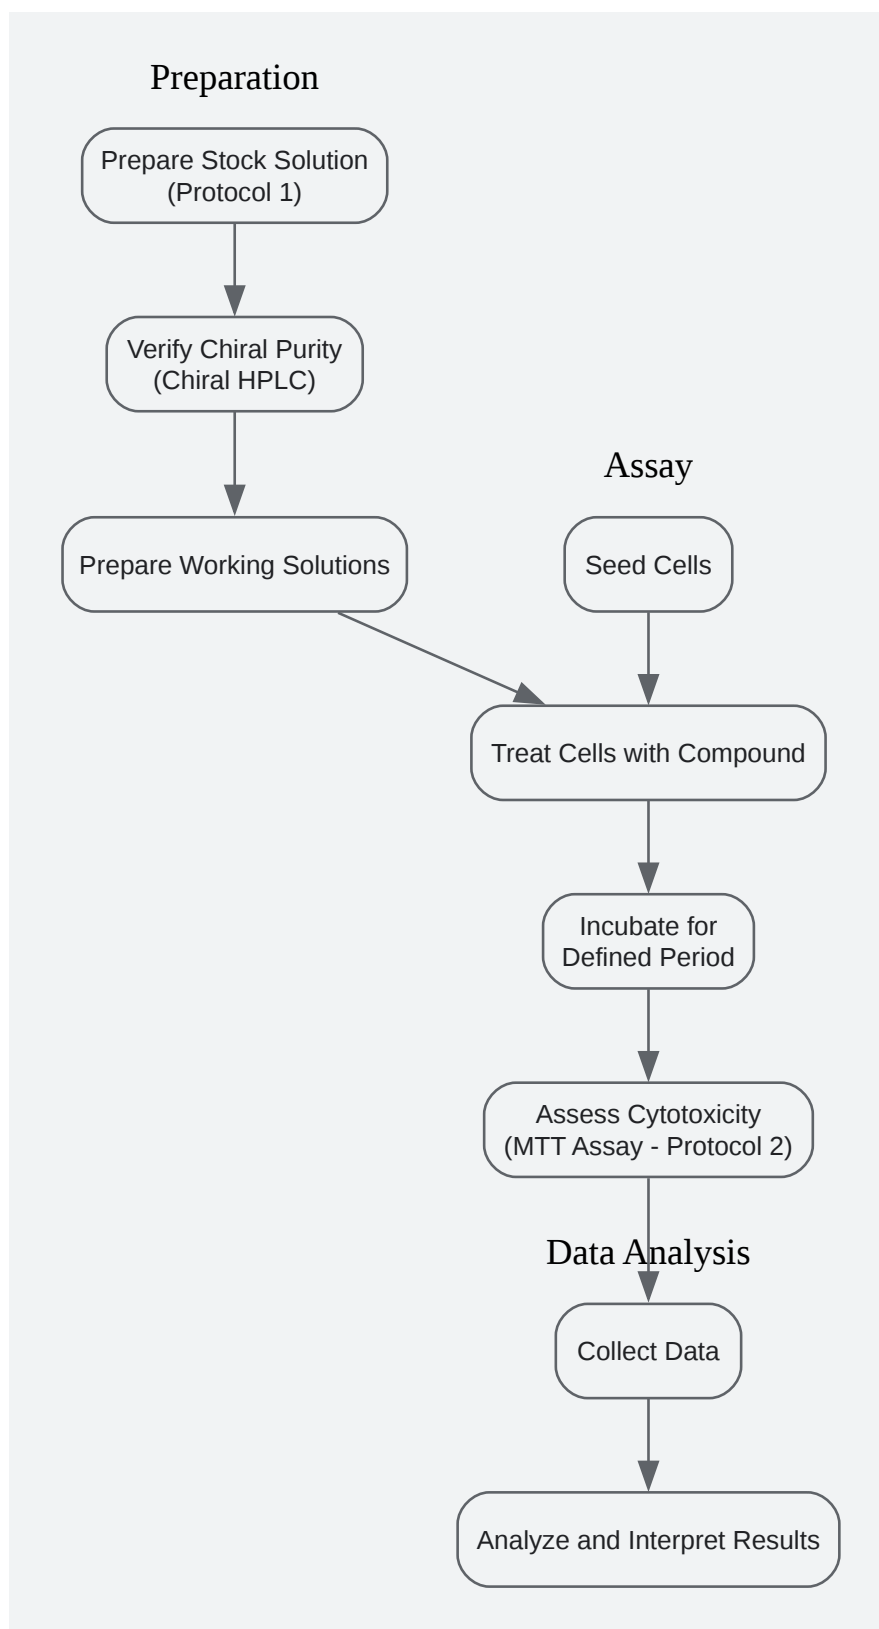 Preparation
Prepare Stock Solution
(Protocol 1)
Verify Chiral Purity
(Chiral HPLC)
Prepare Working Solutions
Assay
Seed Cells
Treat Cells with Compound
Incubate for
Defined Period
Assess Cytotoxicity
(MTT Assay - Protocol 2)
Data Analysis
Collect Data
Analyze and Interpret Results